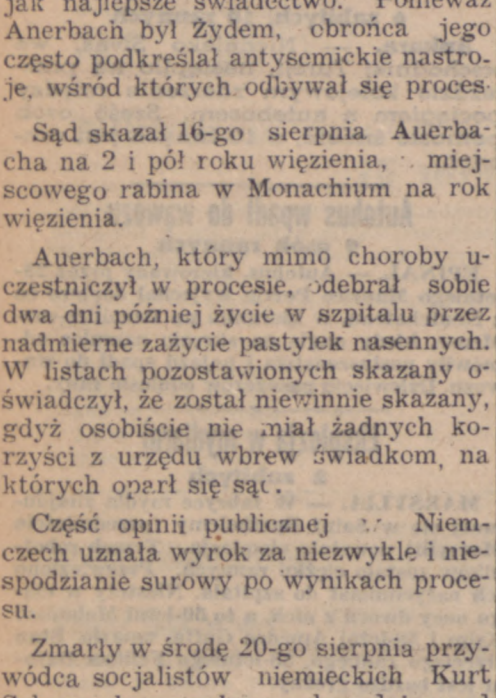 jak najlepsze świadectwo. Ponieważ
Anerbach był Żydem, obrońca jego
często podkreślał antysemickie nastro-
je, wśród których odbywał się proces
Sąd skazał 16-go sierpnia Auerba-
cha na 2 i pół roku więzienia, miej-
scowego rabina w Monachium na rok
więzienia.
Auerbach, który mimo choroby u-
czestniczył w procesie, odebrał sobie
dwa dni później życie w szpitalu przez
nadmierne zażycie pastylek nasennych.
W listach pozostawionych skazany o-
świadczył, że został niewinnie skazany,
gdyż osobiście nie miał żadnych ko-
rzyści z urzędu wbrew świadkom, na
których oparł się sąd.
Część opinii publicznej Niem-
czech uznała wyrok za niezwykle i nie-
spodzianie surowy po wynikach proce-
su.
Zmarły w środę 20-go sierpnia przy-
wódca socjalistów niemieckich Kurt